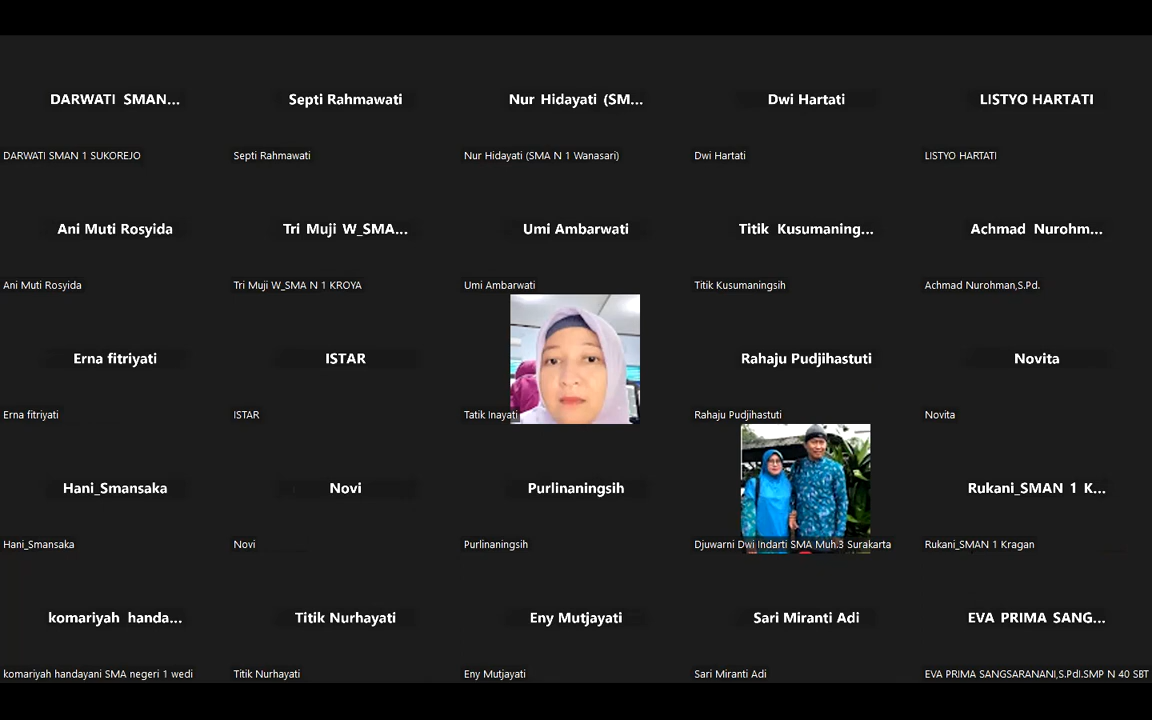 DARWATI SMAN...
Septi Rahmawati
Nur Hidayati (SM...
Dwi Hartati
LISTYO HARTATI
DARWATI SMAN 1 SUKOREJO
Septi Rahmawati
Nur Hidayati (SMA N 1 Wanasari)
Dwi Hartati
LISTYO HARTATI
Ani Muti Rosyida
Tri Muji W_SMA...
Umi Ambarwati
Titik Kusumaning...
Achmad Nurohm...
Ani Muti Rosyida
Tri Muji W_SMA N 1 KROYA
Umi Ambarwati
Titik Kusumaningsih
Achmad Nurohman,S.Pd.
Erna fitriyati
ISTAR
Rahaju Pudjihastuti
Novita
Erna fitriyati
ISTAR
Tatik Inayati
Rahaju Pudjihastuti
Novita
Hani_Smansaka
Novi
Purlinaningsih
Rukani_SMAN 1 K...
Hani_Smansaka
Novi
Purlinaningsih
Djuwarni Dwi Indarti SMA Muh.3 Surakarta
Rukani_SMAN 1 Kragan
komariyah handa...
Titik Nurhayati
Eny Mutjayati
Sari Miranti Adi
EVA PRIMA SANG...
komariyah handayani SMA negeri 1 wedi
Titik Nurhayati
Eny Mutjayati
Sari Miranti Adi
EVA PRIMA SANGSARANANI,S.PdI.SMP N 40 SBT